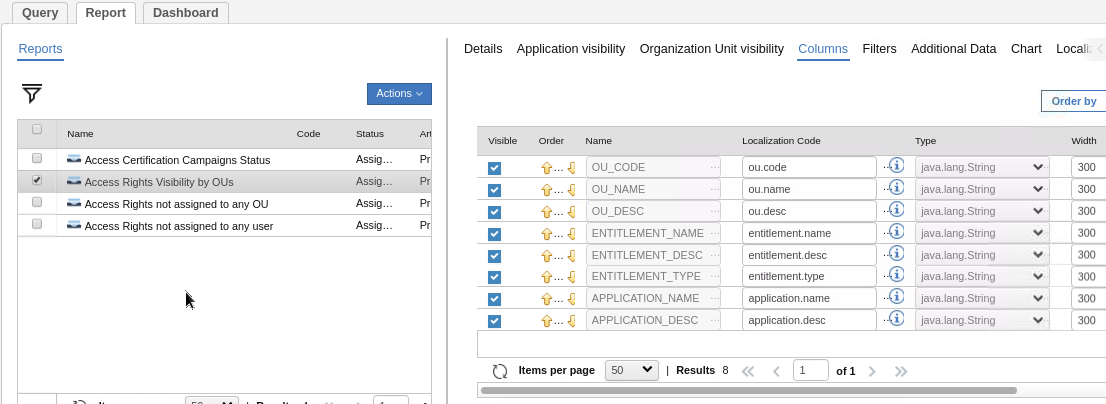 Query Report Dashboard
Reports
Details Application visibility Organization Unit visibility Columns Filters Additional Data Chart
Actions
Order by
Name Code Status
Visible Order Name Localization Code Type Width
Access Certification Campaigns Status Assig...
Access Rights Visibility by OUs Assig...
Access Rights not assigned to any OU Assig...
Access Rights not assigned to any user Assig...
... OU_CODE ... ou.code ... java.lang.String 300
... OU_NAME ... ou.name ... java.lang.String 300
... OU_DESC ... ou.desc ... java.lang.String 300
... ENTITLEMENT_NAME ... entitlement.name ... java.lang.String 300
... ENTITLEMENT_DESC ... entitlement.desc ... java.lang.String 300
... ENTITLEMENT_TYPE ... entitlement.type ... java.lang.String 300
... APPLICATION_NAME ... application.name ... java.lang.String 300
... APPLICATION_DESC ... application.desc ... java.lang.String 300
Items per page 50 | Results 8 1 of 1